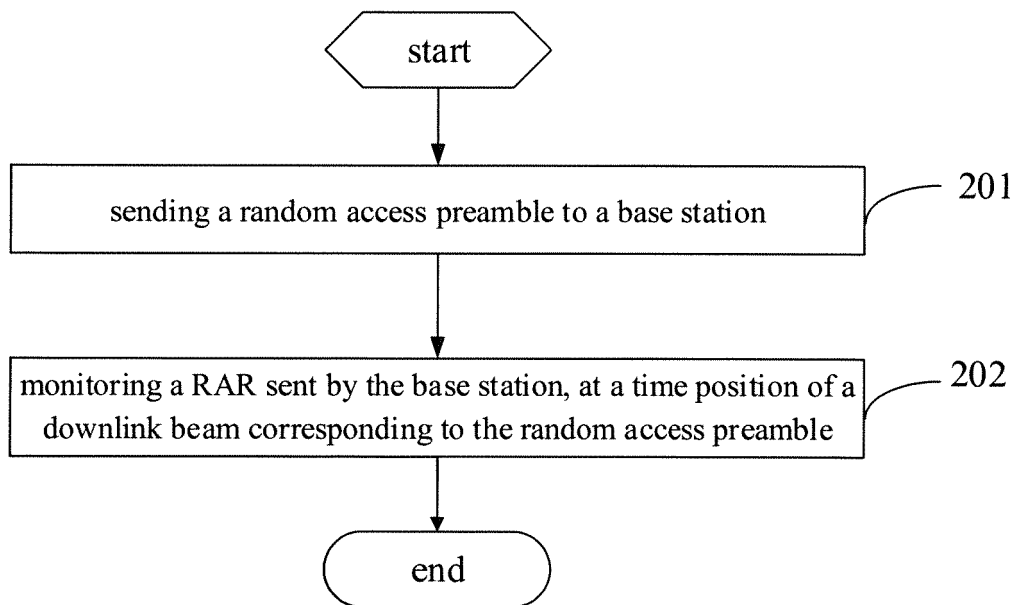 start
sending a random access preamble to a base station
201
monitoring a RAR sent by the base station, at a time position of a
downlink beam corresponding to the random access preamble
202
end